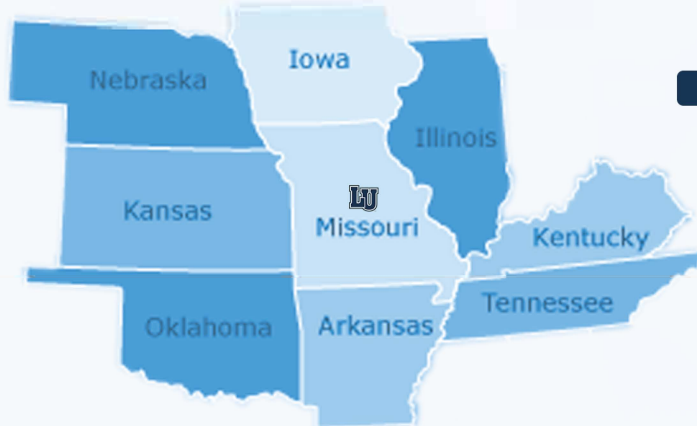 Iowa
Nebraska
Illinois
LU
Kansas
Missouri
Kentucky
Tennessee
Oklahoma
Arkansas